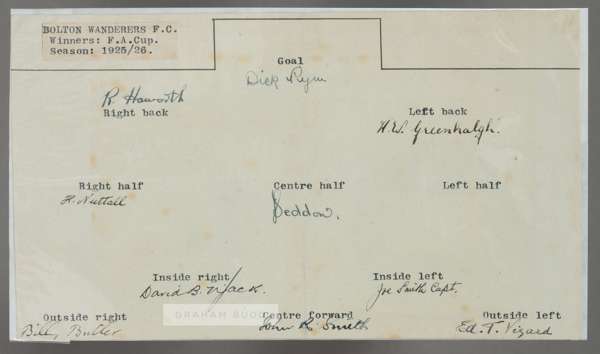 BOLTON WANDERERS F.C.
Winners: F.A.Cup.
Season: 1925/26.
Goal
Dick Pym
R. Haworth
Right back
Left back
H.W. Greenhalgh.
Right half
H. Nuttall
Centre half
Seddon.
Left half
Inside right
David B. N Jack.
Inside left
Joe Smith Capt.
Outside right
Billy Butler
Centre forward
John R. Smith
Outside left
Ed. T. Vizard
GRAHAM BUDD